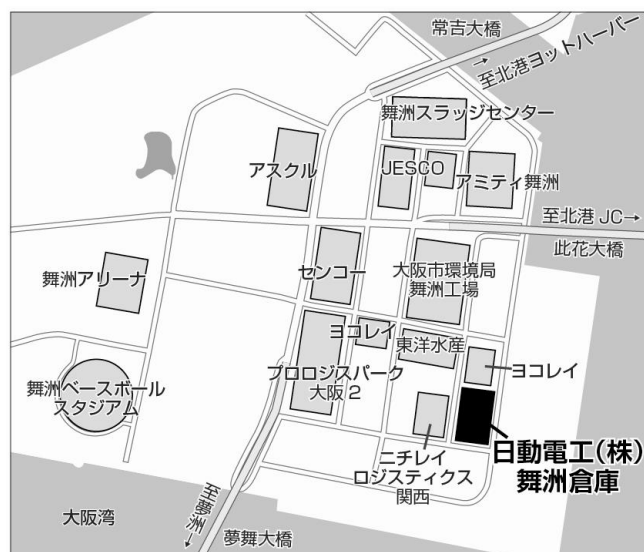 常吉大橋
至北港ヨットハーバー
→
舞洲スラッジセンター
アスクル
JESCO
アミティ舞洲
至北港 JC→
此花大橋
センコー
大阪市環境局
舞洲工場
舞洲アリーナ
ヨコレイ
東洋水産
ヨコレイ
プロロジスパーク
大阪 2
舞洲ベースボール
スタジアム
ニチレイ
ロジスティクス
関西
日動電工(株)
舞洲倉庫
大阪湾
至夢洲→
夢舞大橋